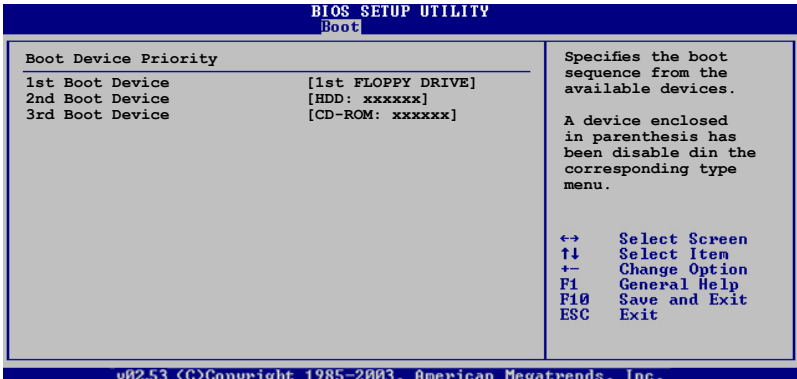 BIOS SETUP UTILITY
Boot
Boot Device Priority
1st Boot Device [1st FLOPPY DRIVE]
2nd Boot Device [HDD: xxxxxx]
3rd Boot Device [CD-ROM: xxxxxx]
Specifies the boot
sequence from the
available devices.
A device enclosed
in parenthesis has
been disable din the
corresponding type
menu.
←→ Select Screen
↑↓ Select Item
+- Change Option
F1 General Help
F10 Save and Exit
ESC Exit
v02.53 (C)Copyright 1985-2003, American Megatrends, Inc.